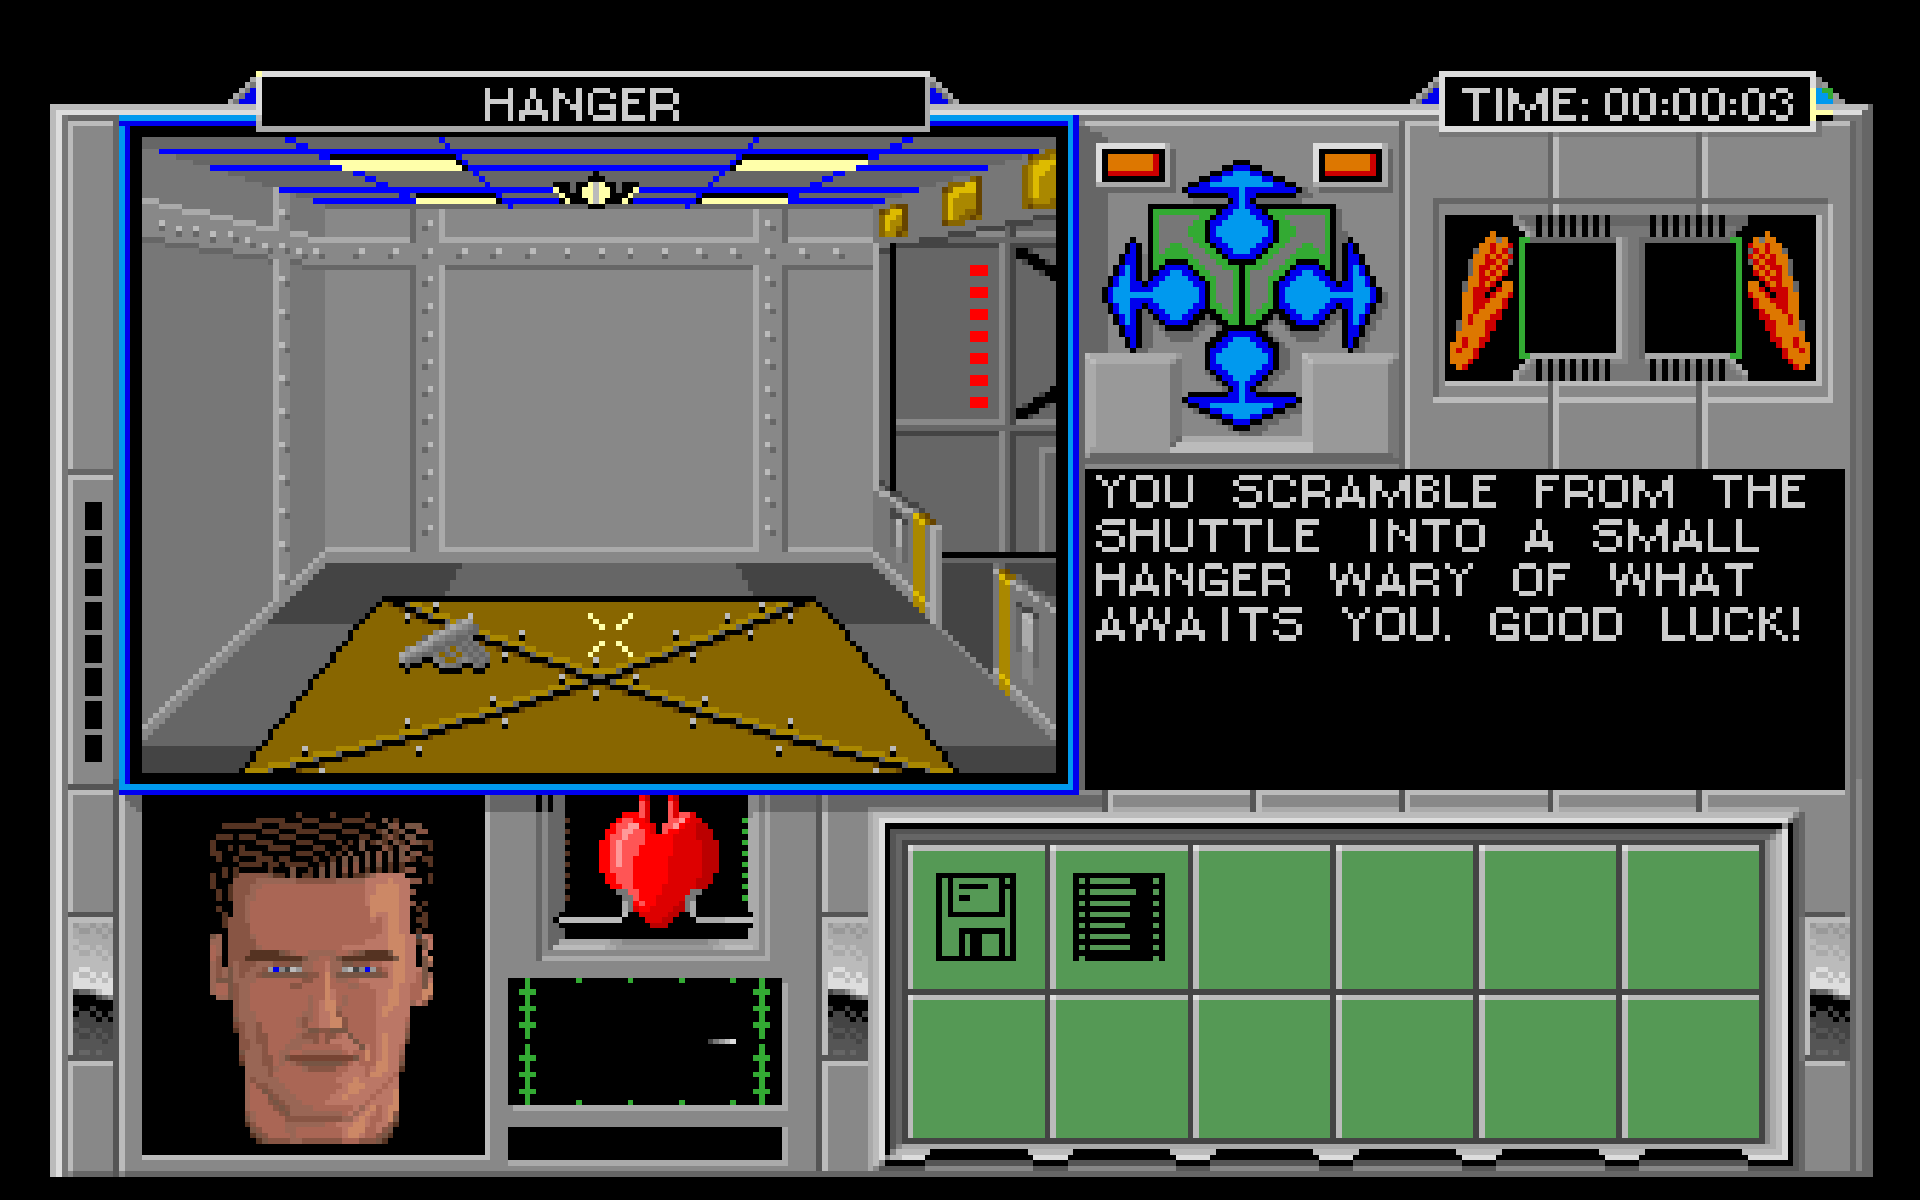 HANGER
TIME: 00:00:03
YOU SCRAMBLE FROM THE
SHUTTLE INTO A SMALL
HANGER WARY OF WHAT
AWAITS YOU. GOOD LUCK!